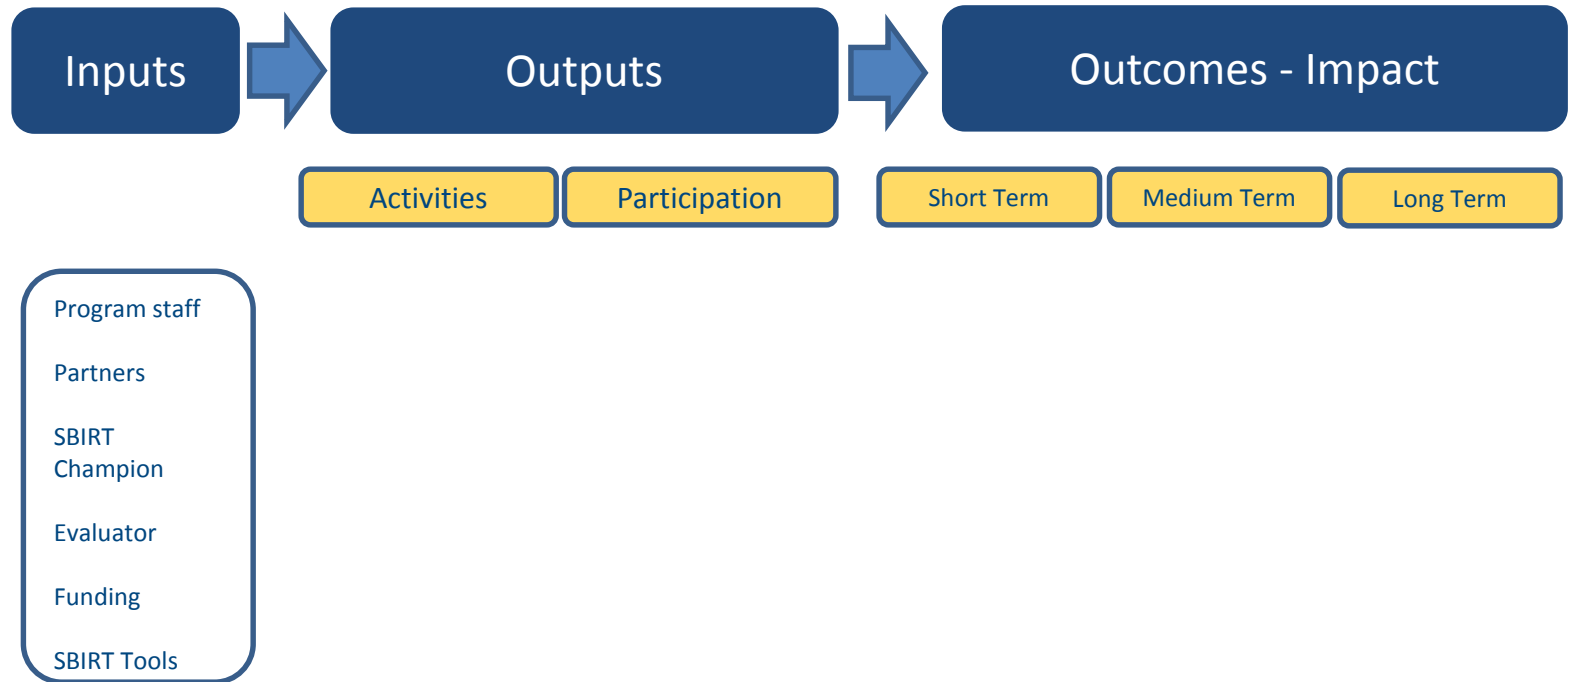 Inputs
Outputs
Outcomes - Impact
Activities
Participation
Short Term
Medium Term
Long Term
Program staff
Partners
SBIRT
Champion
Evaluator
Funding
SBIRT Tools